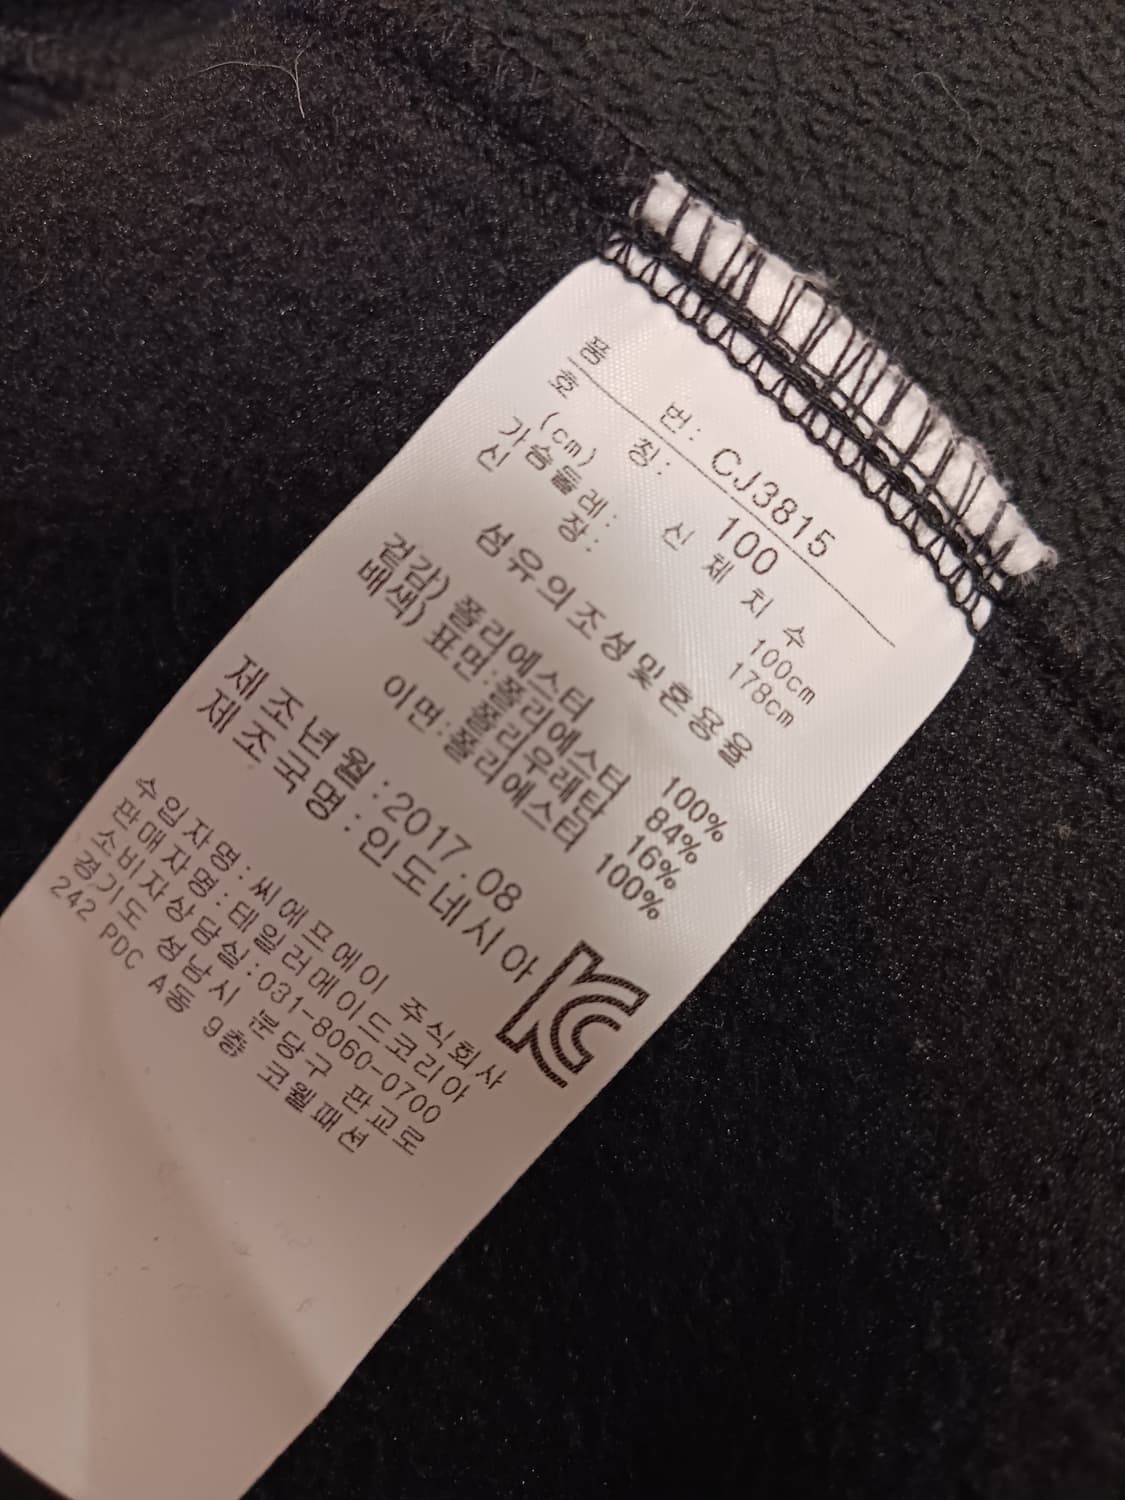 품 번: CJ3815
호 칭: 100
(cm) 신 체 치 수
가슴둘레: 100cm
신 장: 178cm
섬유의조성및혼용율
겉감) 폴리에스터 100%
배색) 표면:폴리에스터 84%
폴리우레탄 16%
이면:폴리에스터 100%
제조년월:2017.08
제조국명:인도네시아
수입자명:씨에프에이 주식회사
판매자명:테일러메이드코리아
소비자상담실:031-8060-0700
경기도 성남시 분당구 판교로
242 PDC A동 9층 코웰패션
KC